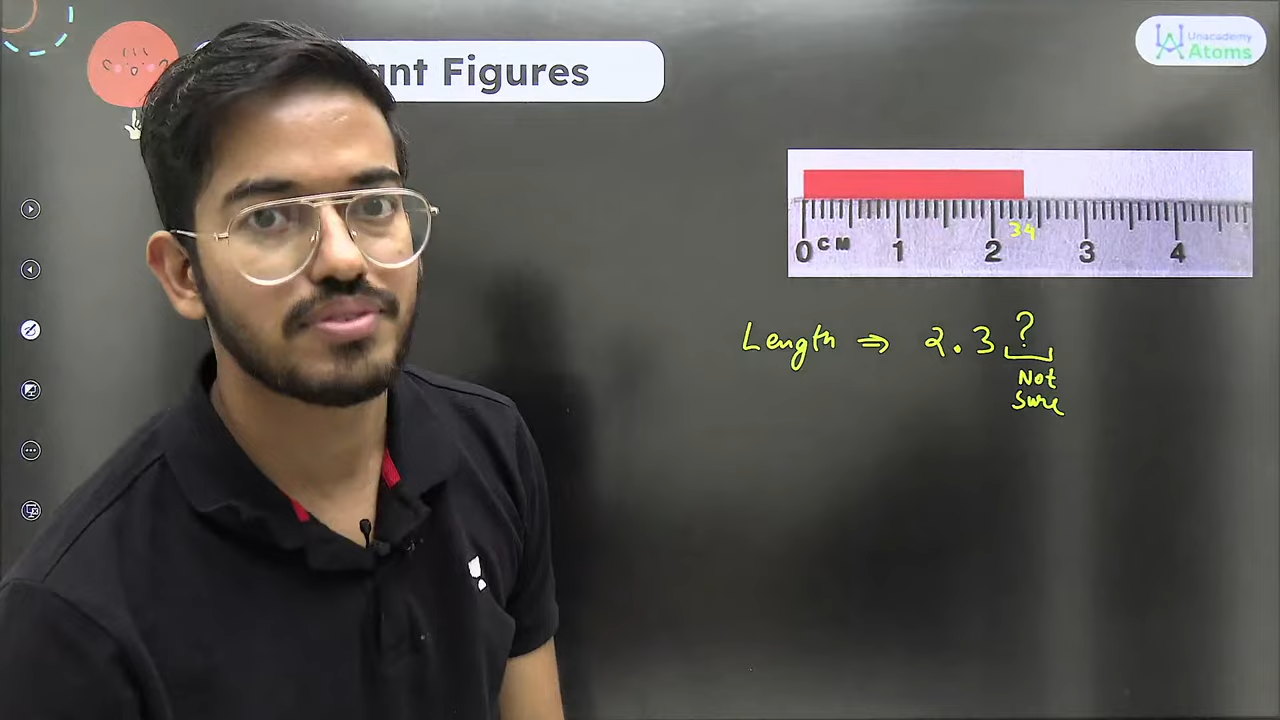 ant Figures
Unacademy
Atoms
34
0 CM 1 2 3 4
Length ⇒ 2.3 ?
Not
Sure